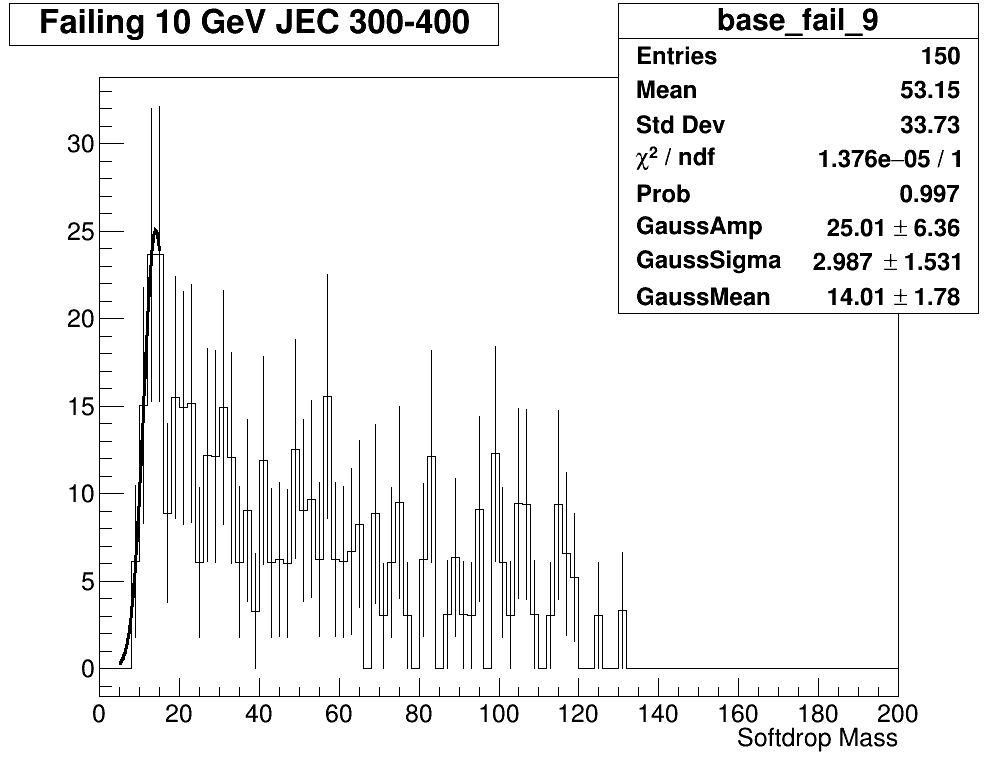 Failing 10 GeV JEC 300-400
base_fail_9
Entries 150
Mean 53.15
Std Dev 33.73
χ² / ndf 1.376e−05 / 1
Prob 0.997
GaussAmp 25.01 ± 6.36
GaussSigma 2.987 ± 1.531
GaussMean 14.01 ± 1.78
30
25
20
15
10
5
0
0 20 40 60 80 100 120 140 160 180 200
Softdrop Mass